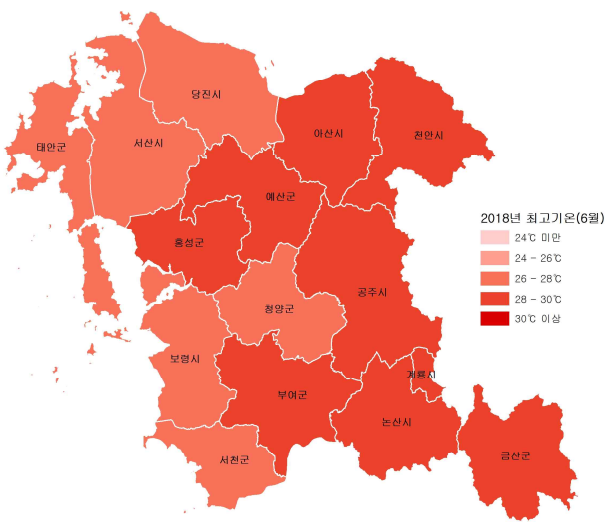 당진시
아산시
천안시
태안군
서산시
예산군
홍성군
공주시
청양군
보령시
계룡시
부여군
논산시
서천군
금산군
2018년 최고기온(6월)
24℃ 미만
24 - 26℃
26 - 28℃
28 - 30℃
30℃ 이상